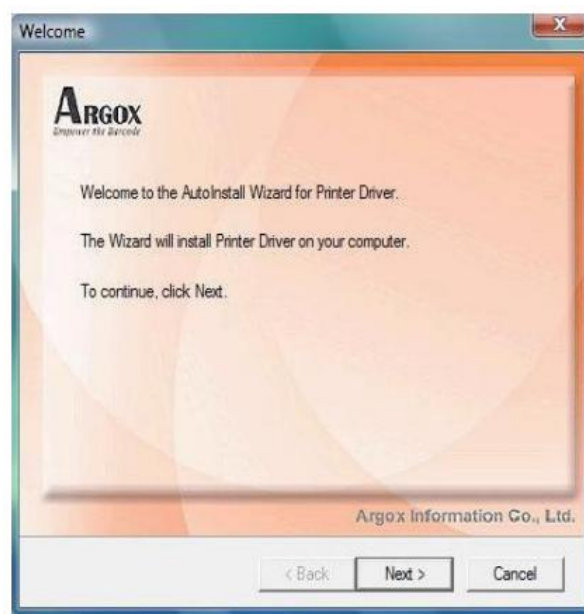 Welcome
ARGOX
Empower the Barcode
Welcome to the AutoInstall Wizard for Printer Driver.
The Wizard will install Printer Driver on your computer.
To continue, click Next.
Argox Information Co., Ltd.
< Back Next > Cancel